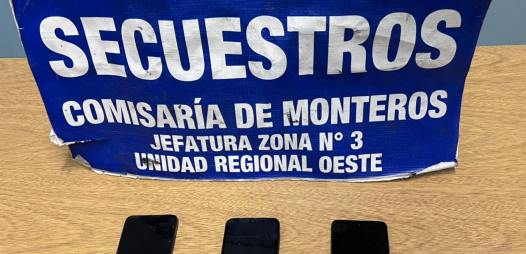 SECUESTROS
COMISARÍA DE MONTEROS
JEFATURA ZONA N° 3
UNIDAD REGIONAL OESTE